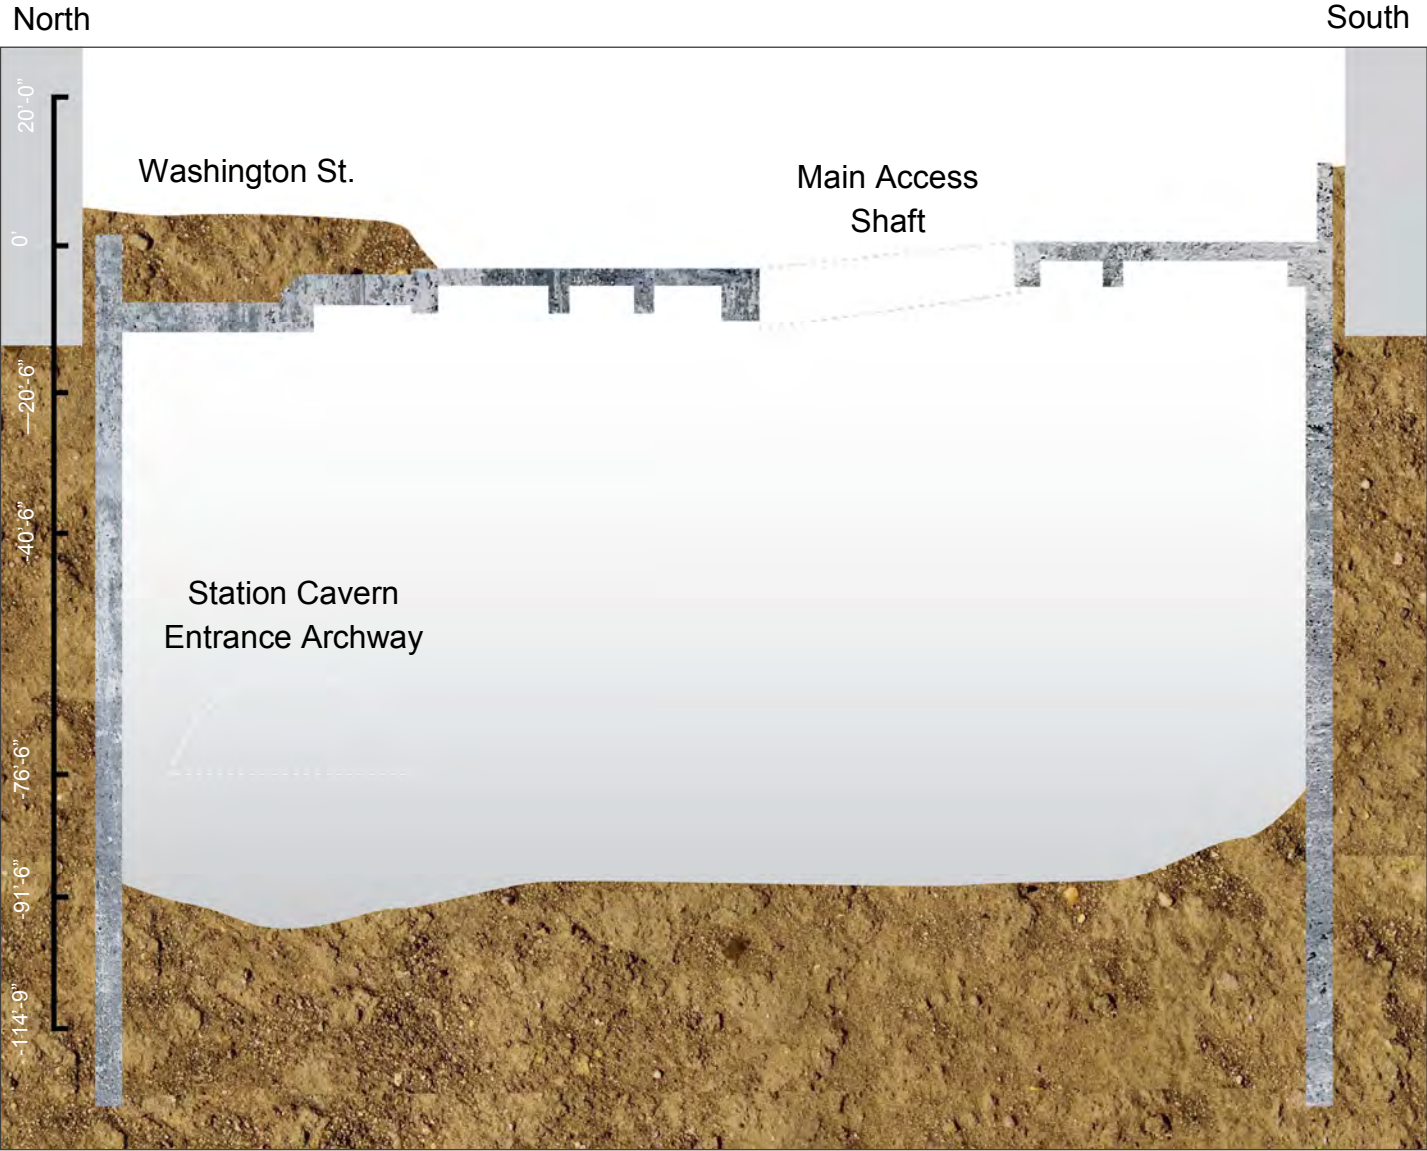 North
South
20'-0”
Washington St.
Main Access
Shaft
0'
—20'-6”
-40'-6”
Station Cavern
Entrance Archway
-76'-6”
-91'-6”
-114'-9”